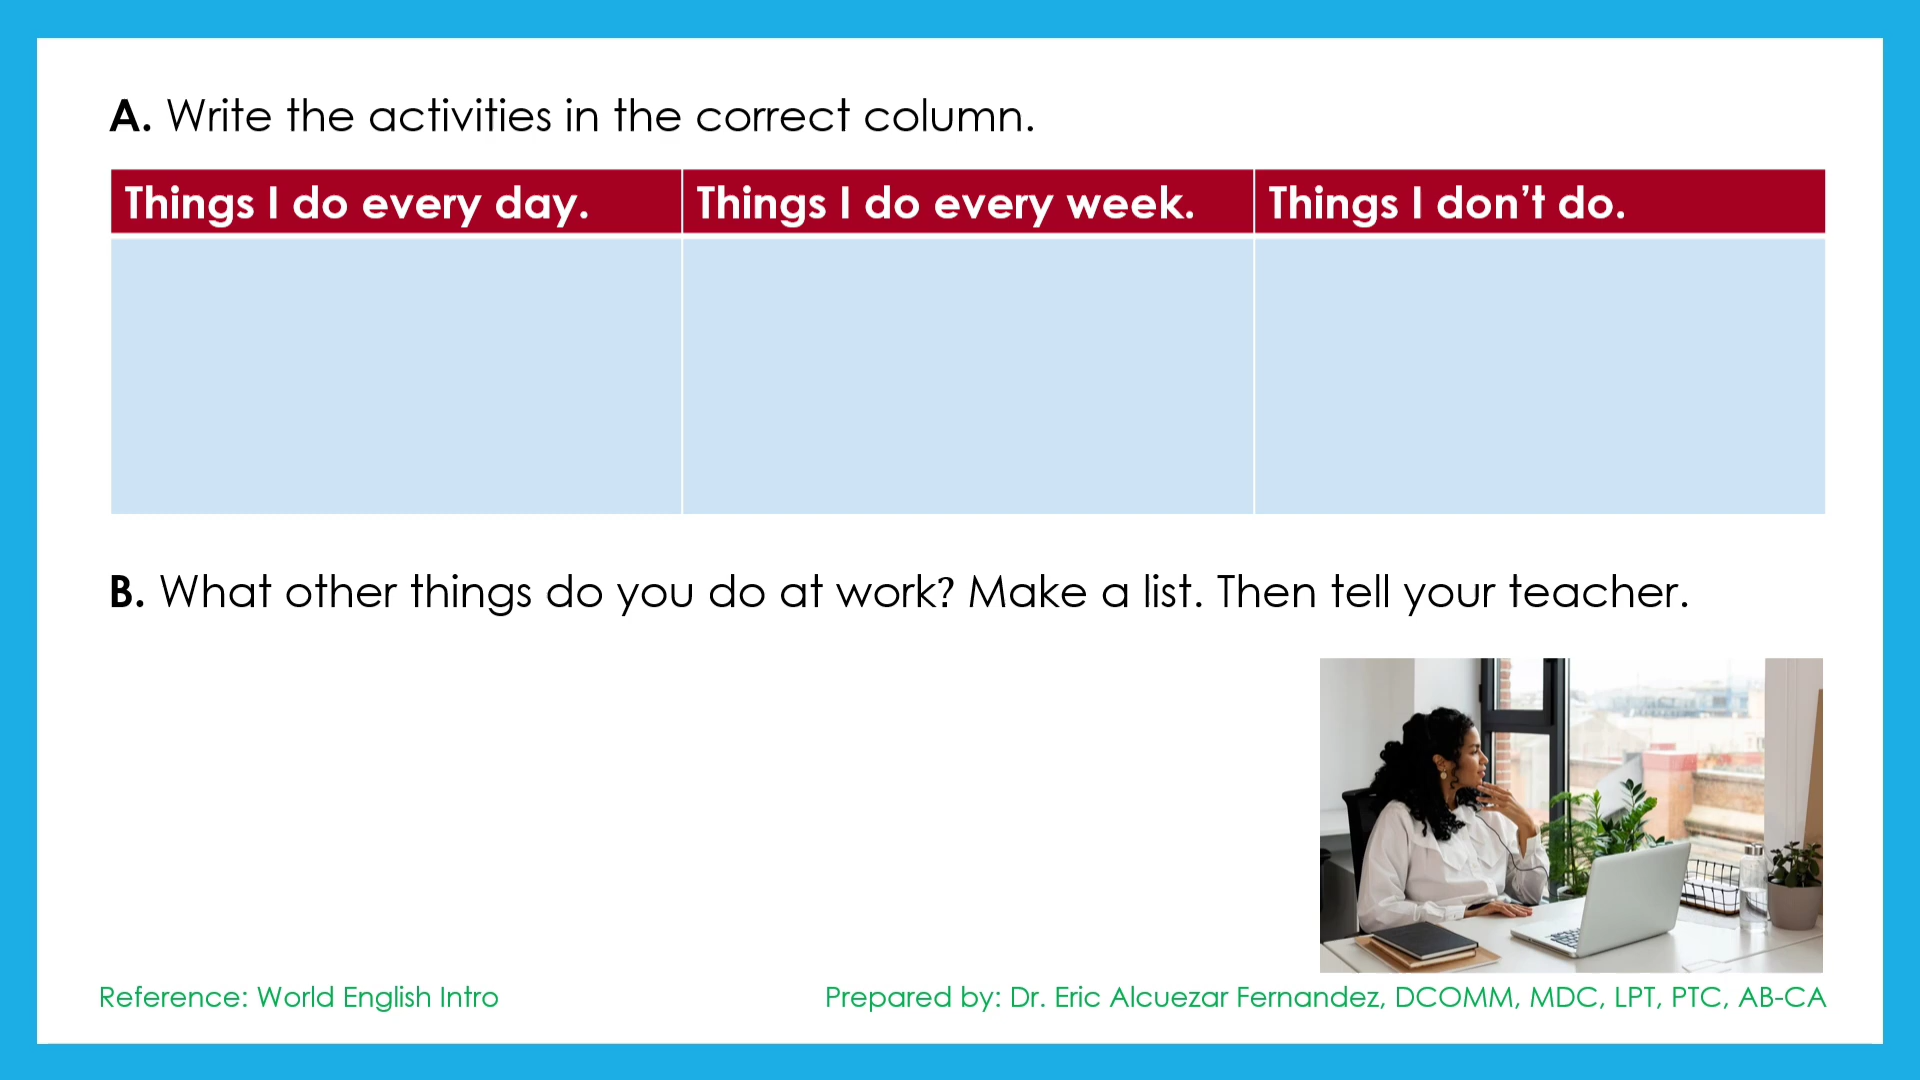 A. Write the activities in the correct column.
Things I do every day.
Things I do every week.
Things I don’t do.
B. What other things do you do at work? Make a list. Then tell your teacher.
Reference: World English Intro
Prepared by: Dr. Eric Alcuezar Fernandez, DCOMM, MDC, LPT, PTC, AB-CA